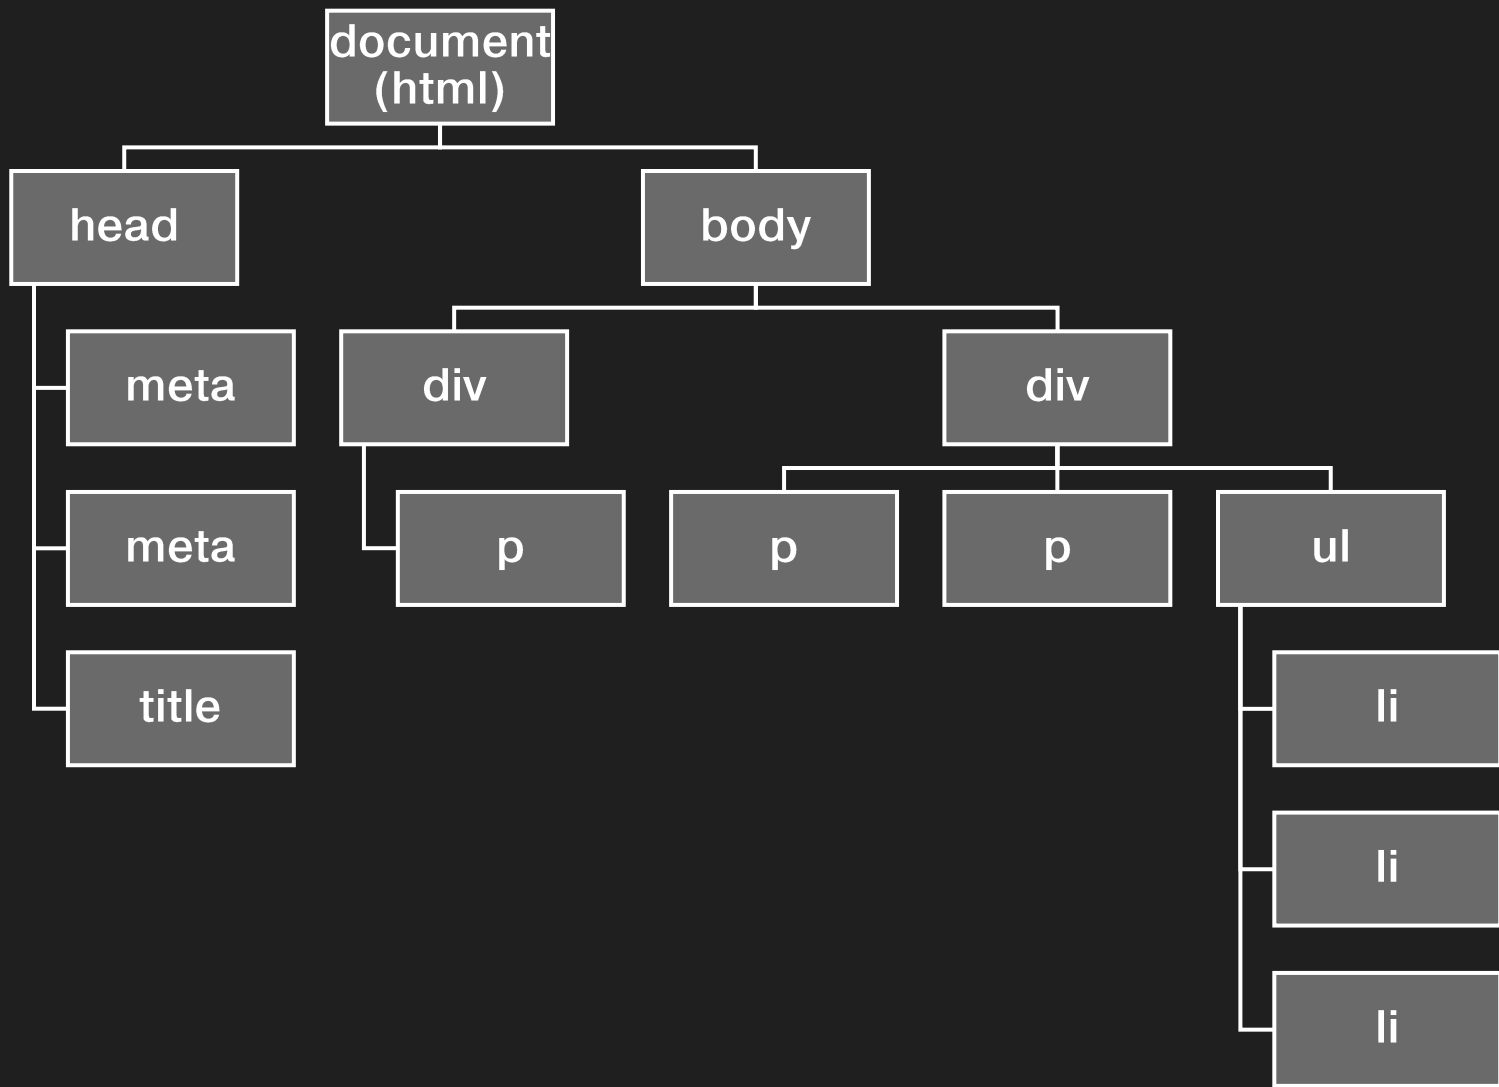 document
(html)
head
body
meta
div
div
meta
p
p
p
ul
title
li
li
li